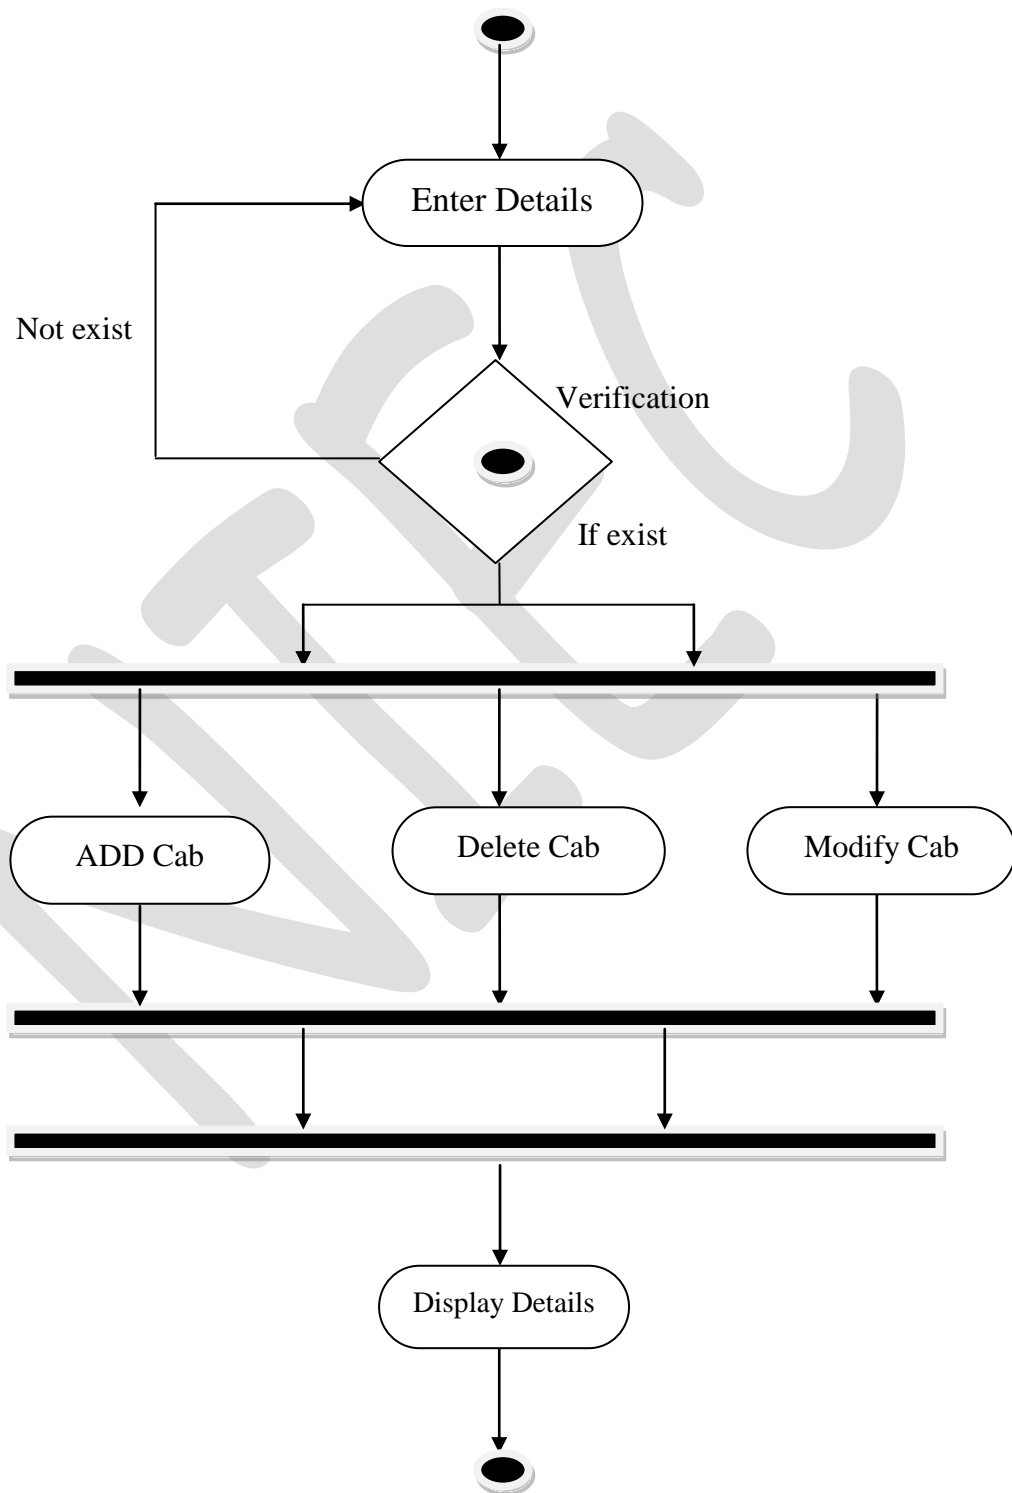 Enter Details
Not exist
Verification
If exist
ADD Cab
Delete Cab
Modify Cab
Display Details